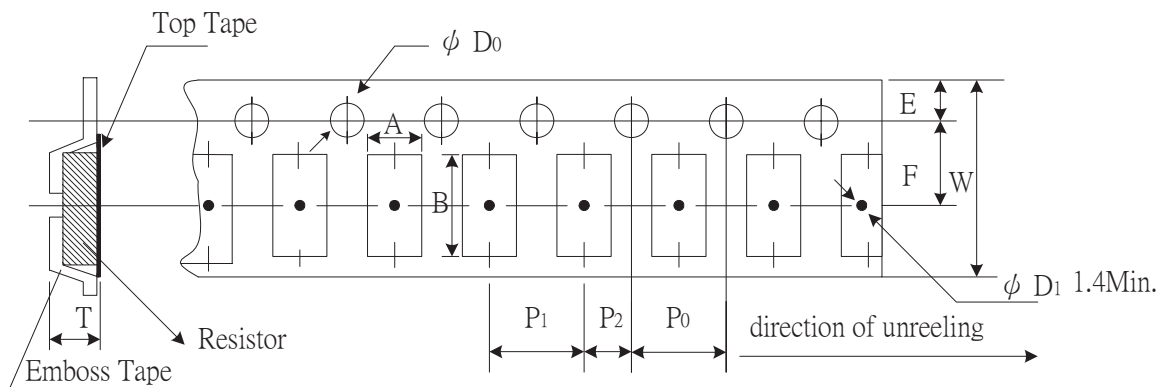 Top Tape
ϕ D0
A
E
F
W
B
ϕ D1 1.4Min.
T
P1
P2
P0
direction of unreeling
Resistor
Emboss Tape